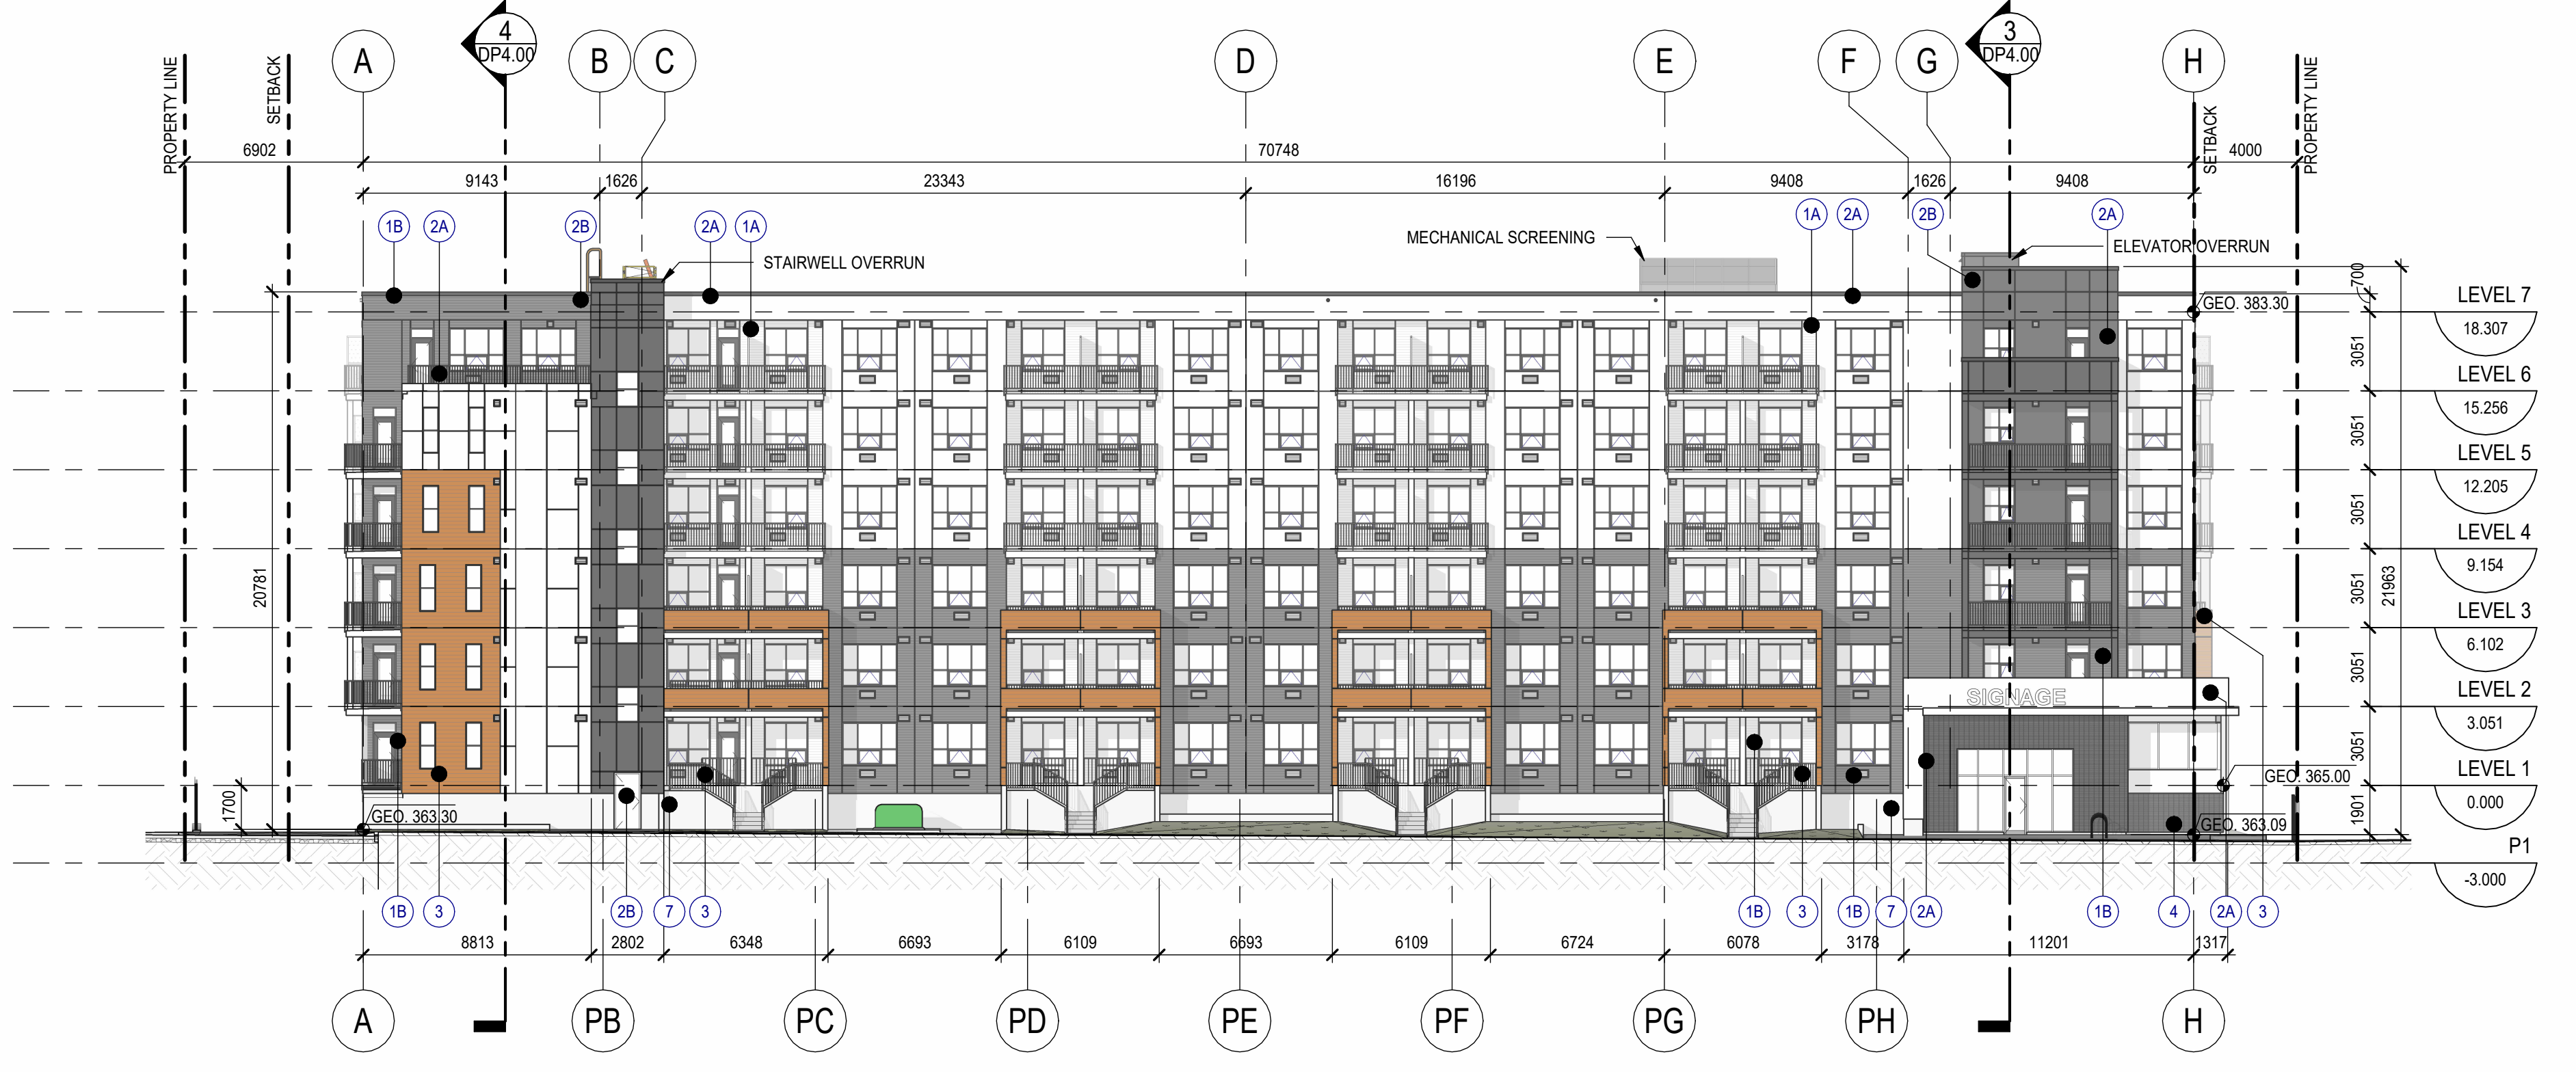 4
DP4.00
3
DP4.00
A
B
C
D
E
F
G
H
PROPERTY LINE
SETBACK
SETBACK
PROPERTY LINE
6902
70748
4000
9143
1626
23343
16196
9408
1626
9408
1B
2A
2B
2A
1A
1A
2A
2B
2A
MECHANICAL SCREENING
ELEVATOR OVERRUN
STAIRWELL OVERRUN
700
GEO. 383.30
LEVEL 7
18.307
3051
LEVEL 6
15.256
3051
LEVEL 5
12.205
3051
LEVEL 4
9.154
3051
20781
21963
LEVEL 3
6.102
3051
SIGNAGE
LEVEL 2
3.051
3051
LEVEL 1
GEO. 365.00
0.000
1700
1901
GEO. 363.30
GEO. 363.09
P1
-3.000
1B
3
2B
7
3
1B
3
1B
7
2A
1B
4
2A
3
8813
2802
6348
6693
6109
6693
6109
6724
6078
3178
11201
1317
A
PB
PC
PD
PE
PF
PG
PH
H